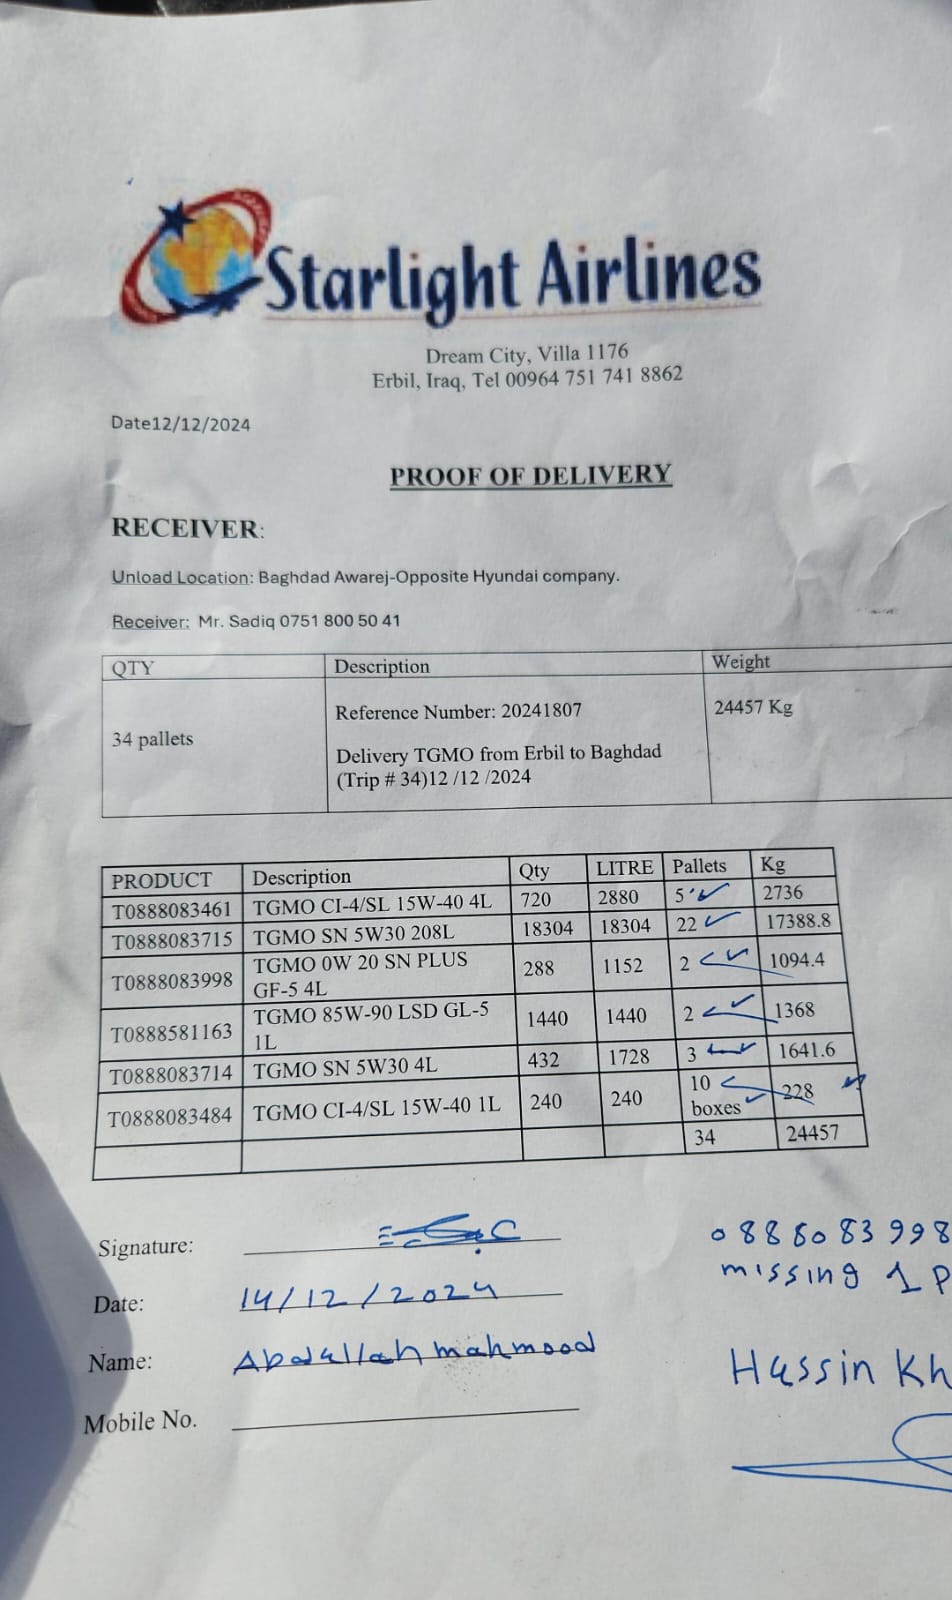 Starlight Airlines
Dream City, Villa 1176
Erbil, Iraq, Tel 00964 751 741 8862
Date12/12/2024
PROOF OF DELIVERY
RECEIVER:
Unload Location: Baghdad Awarej-Opposite Hyundai company.
Receiver: Mr. Sadiq 0751 800 50 41
QTY Description Weight
34 pallets Reference Number: 20241807 24457 Kg
Delivery TGMO from Erbil to Baghdad
(Trip # 34)12 /12 /2024
PRODUCT Description Qty LITRE Pallets Kg
T0888083461 TGMO CI-4/SL 15W-40 4L 720 2880 5 2736
T0888083715 TGMO SN 5W30 208L 18304 18304 22 17388.8
T0888083998 TGMO 0W 20 SN PLUS GF-5 4L 288 1152 2 1094.4
T0888581163 TGMO 85W-90 LSD GL-5 1L 1440 1440 2 1368
T0888083714 TGMO SN 5W30 4L 432 1728 3 1641.6
T0888083484 TGMO CI-4/SL 15W-40 1L 240 240 10 boxes 228
34 24457
Signature:
Date: 14/12/2024
Name: Abdullah mahmood
Mobile No.
0888083998
missing 1 P
Hussin Kh